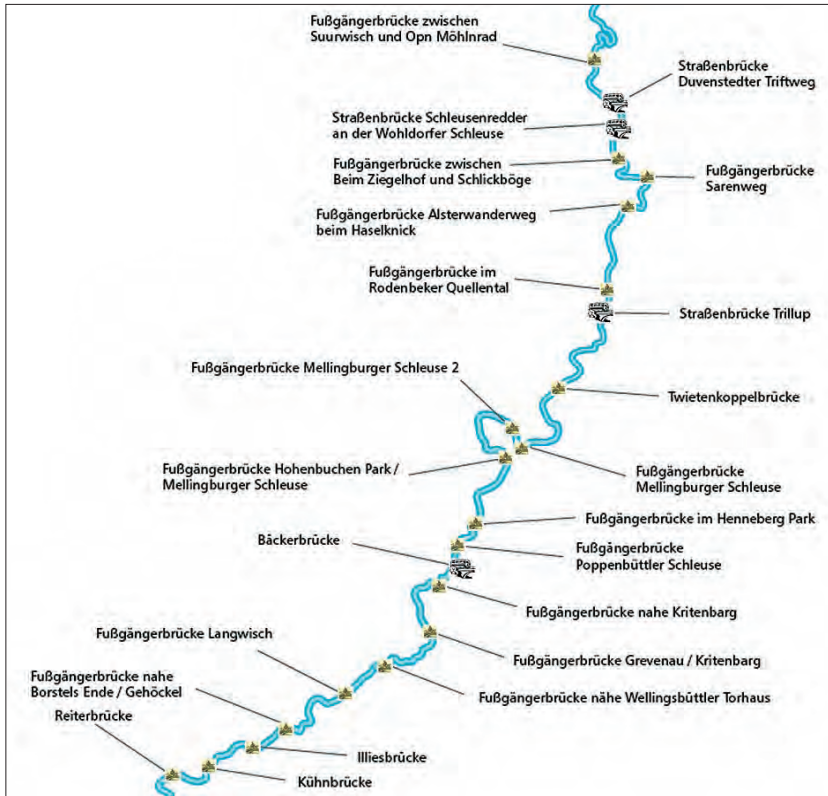 Fußgängerbrücke zwischen
Suurwisch und Opn Möhlnrad
Straßenbrücke
Duvenstedter Triftweg
Straßenbrücke Schleusenredder
an der Wohldorfer Schleuse
Fußgängerbrücke zwischen
Beim Ziegelhof und Schlickböge
Fußgängerbrücke
Sarenweg
Fußgängerbrücke Alsterwanderweg
beim Haselknick
Fußgängerbrücke im
Rodenbeker Quellental
Straßenbrücke Trillup
Fußgängerbrücke Mellingburger Schleuse 2
Twietenkoppelbrücke
Fußgängerbrücke Hohenbuchen Park /
Mellingburger Schleuse
Fußgängerbrücke
Mellingburger Schleuse
Fußgängerbrücke im Henneberg Park
Bäckerbrücke
Fußgängerbrücke
Poppenbüttler Schleuse
Fußgängerbrücke nahe Kritenbarg
Fußgängerbrücke Langwisch
Fußgängerbrücke Grevenau / Kritenbarg
Fußgängerbrücke nahe
Borstels Ende / Gehöckel
Fußgängerbrücke nähe Wellingsbüttler Torhaus
Reiterbrücke
Illiesbrücke
Kühnbrücke